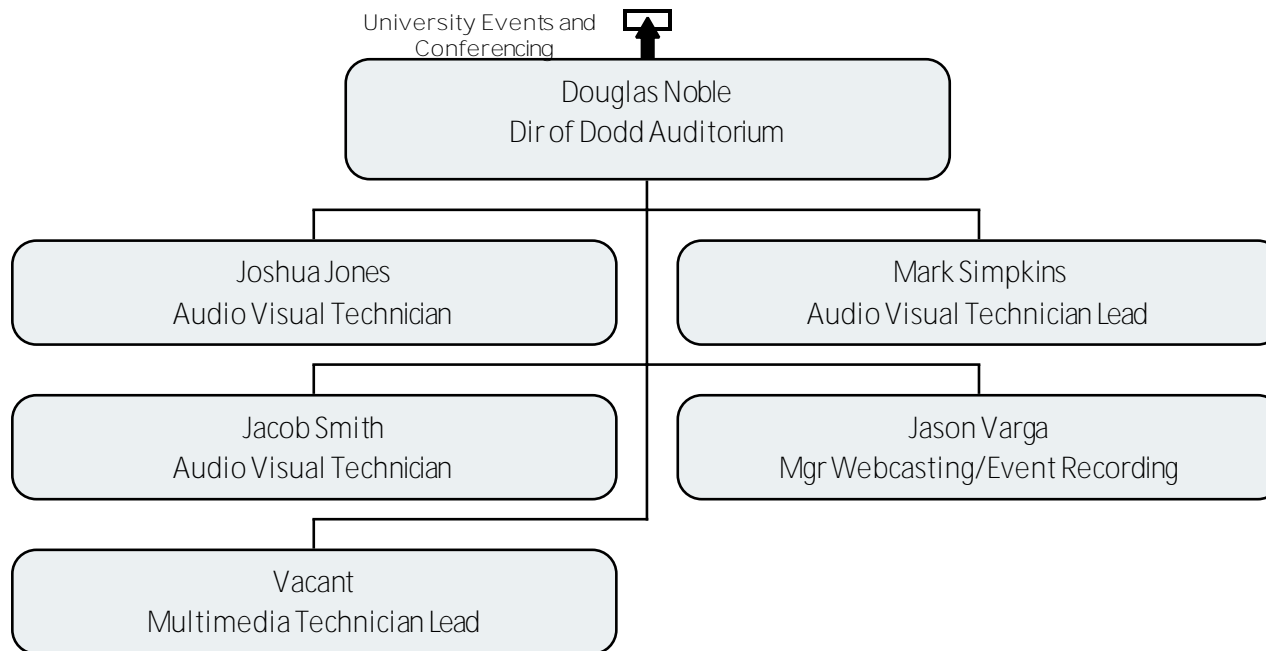 University Events and
Conferencing
Douglas Noble
Dir of Dodd Auditorium
Joshua Jones
Audio Visual Technician
Mark Simpkins
Audio Visual Technician Lead
Jacob Smith
Audio Visual Technician
Jason Varga
Mgr Webcasting/Event Recording
Vacant
Multimedia Technician Lead